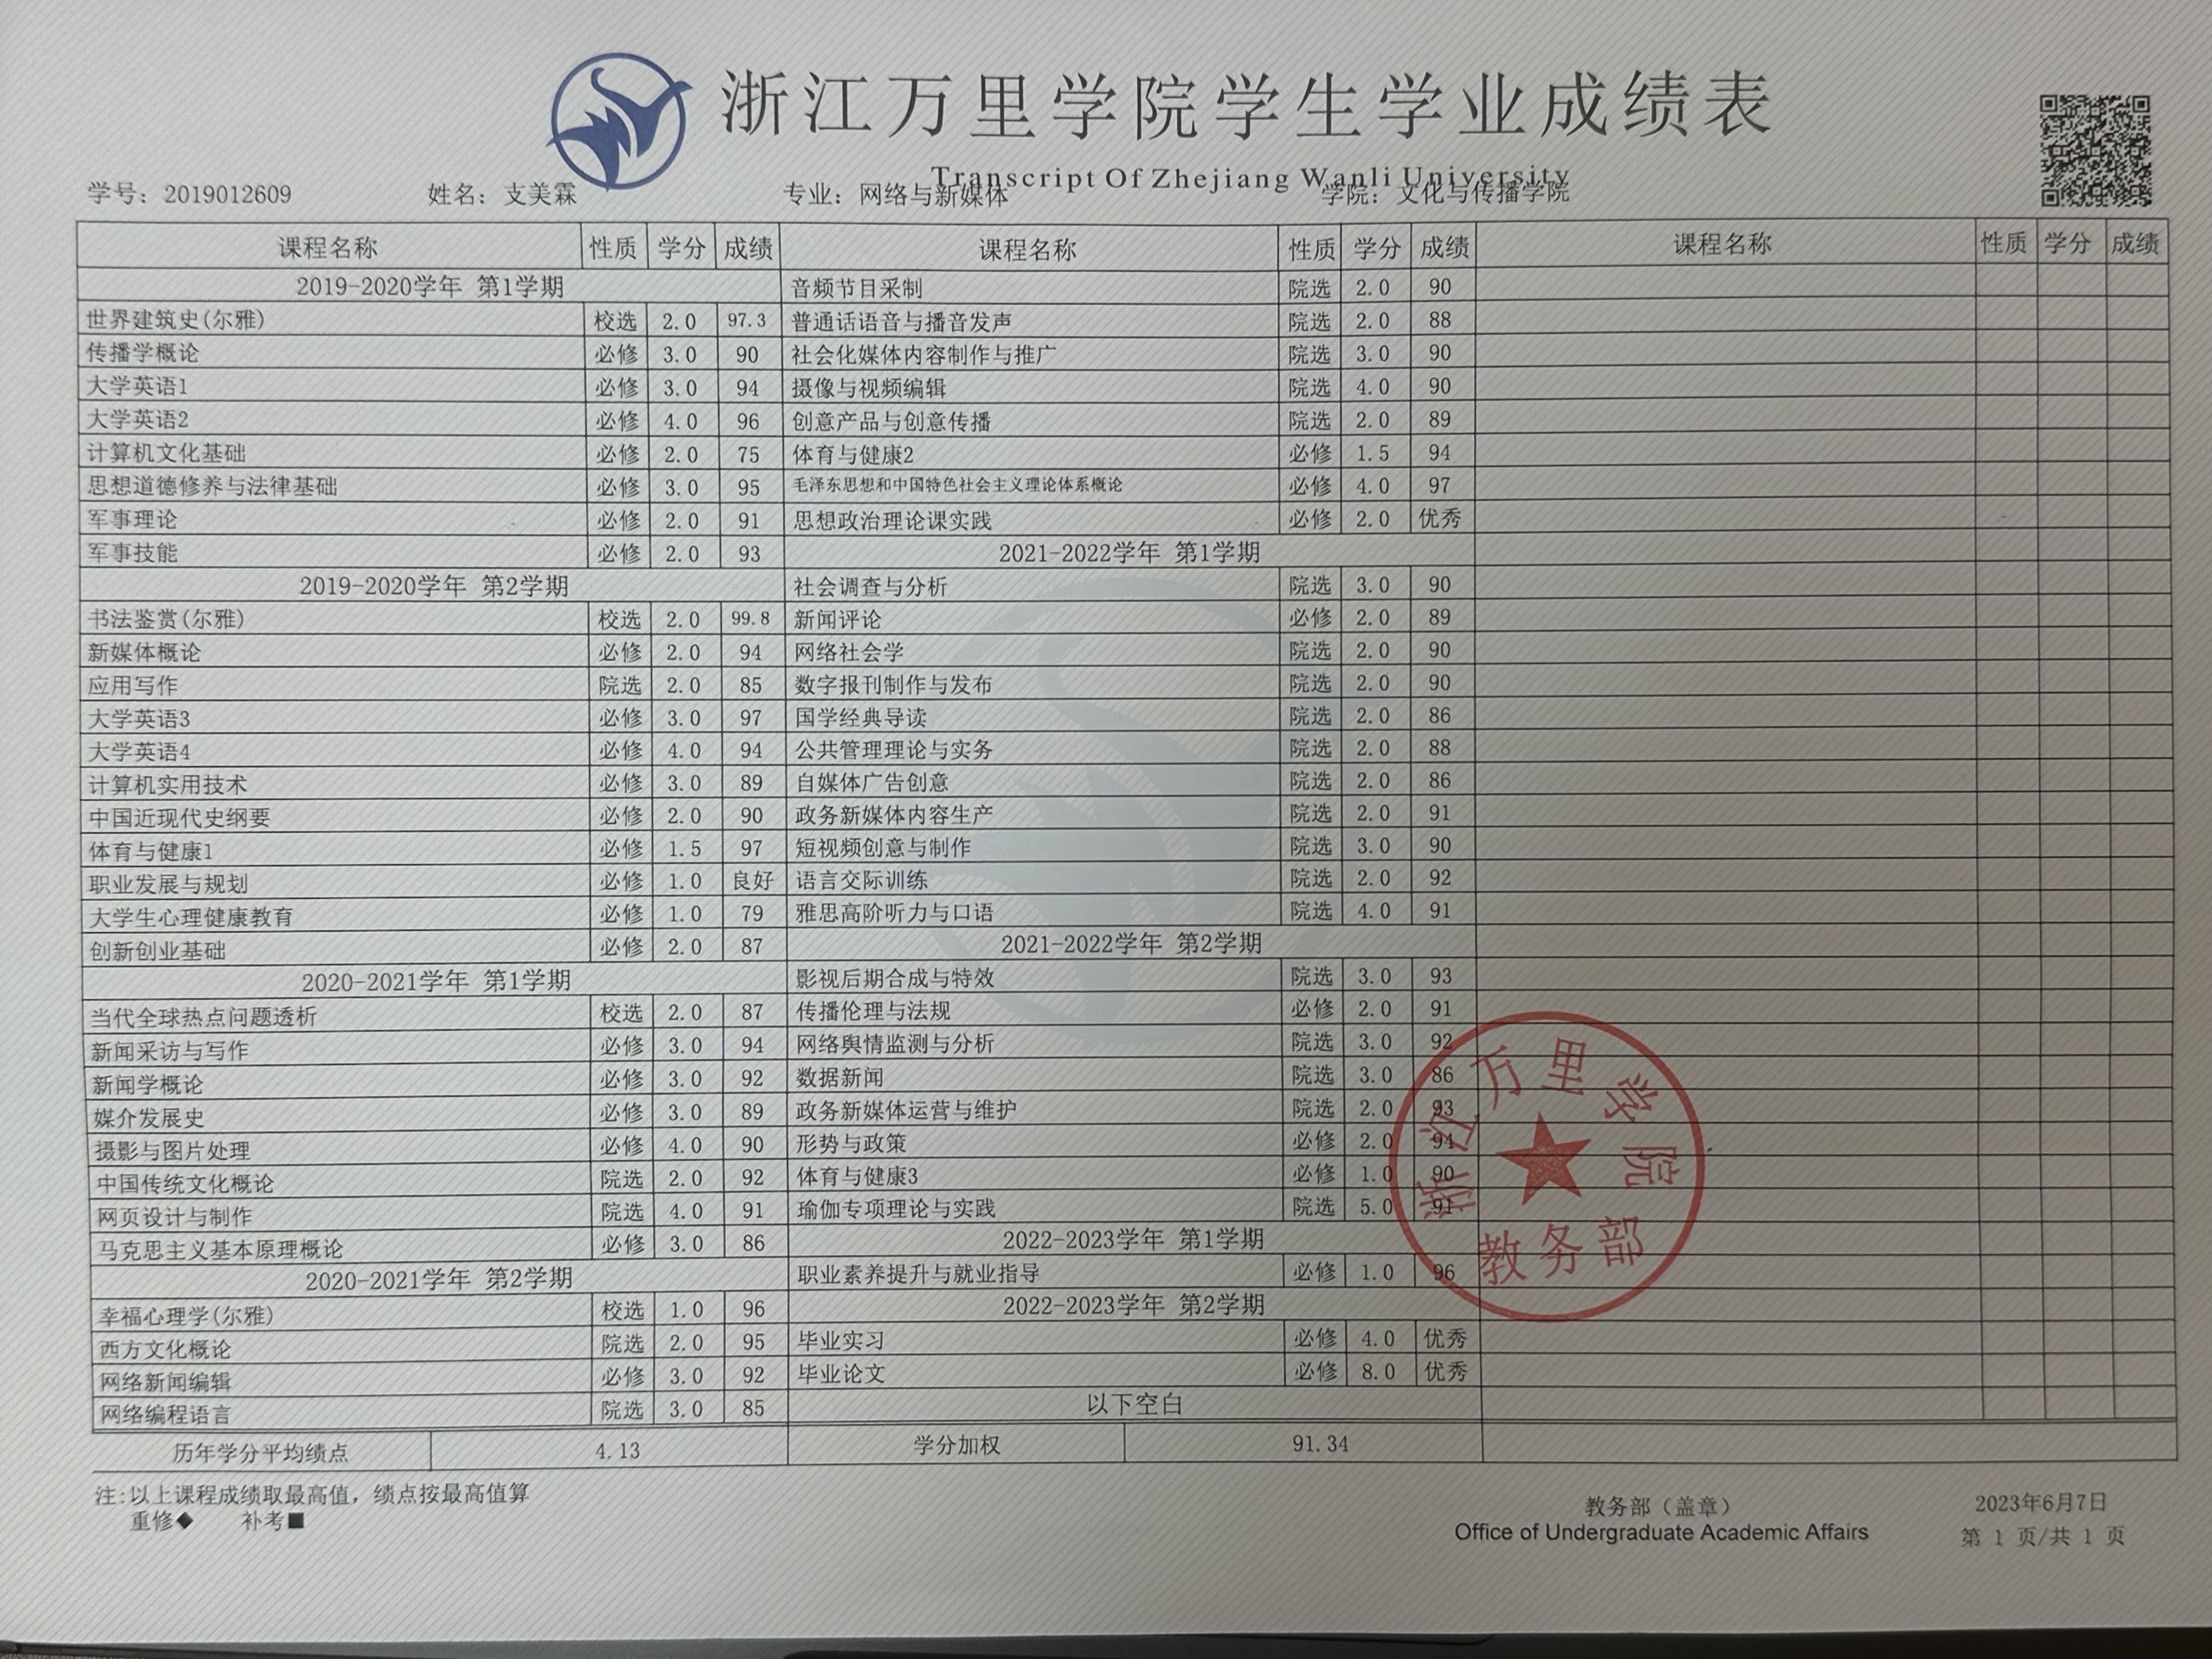 浙江万里学院学生学业成绩表
Transcript Of Zhejiang Wanli University
学号：2019012609 姓名：支美霖 专业：网络与新媒体 学院：文化与传播学院
课程名称 性质 学分 成绩 课程名称 性质 学分 成绩 课程名称 性质 学分 成绩
2019-2020学年 第1学期
世界建筑史(尔雅) 校选 2.0 97.3
传播学概论 必修 3.0 90
大学英语1 必修 3.0 94
大学英语2 必修 4.0 96
计算机文化基础 必修 2.0 75
思想道德修养与法律基础 必修 3.0 95
军事理论 必修 2.0 91
军事技能 必修 2.0 93
2019-2020学年 第2学期
书法鉴赏(尔雅) 校选 2.0 99.8
新媒体概论 必修 2.0 94
应用写作 院选 2.0 85
大学英语3 必修 3.0 97
大学英语4 必修 4.0 94
计算机实用技术 必修 3.0 89
中国近现代史纲要 必修 2.0 90
体育与健康1 必修 1.5 97
职业发展与规划 必修 1.0 良好
大学生心理健康教育 必修 1.0 79
创新创业基础 必修 2.0 87
2020-2021学年 第1学期
当代全球热点问题透析 校选 2.0 87
新闻采访与写作 必修 3.0 94
新闻学概论 必修 3.0 92
媒介发展史 必修 3.0 89
摄影与图片处理 必修 4.0 90
中国传统文化概论 院选 2.0 92
网页设计与制作 院选 4.0 91
马克思主义基本原理概论 必修 3.0 86
2020-2021学年 第2学期
幸福心理学(尔雅) 校选 1.0 96
西方文化概论 院选 2.0 95
网络新闻编辑 必修 3.0 92
网络编程语言 院选 3.0 85
音频节目采制 院选 2.0 90
普通话语音与播音发声 院选 2.0 88
社会化媒体内容制作与推广 院选 3.0 90
摄像与视频编辑 院选 4.0 90
创意产品与创意传播 院选 2.0 89
体育与健康2 必修 1.5 94
毛泽东思想和中国特色社会主义理论体系概论 必修 4.0 97
思想政治理论课实践 必修 2.0 优秀
2021-2022学年 第1学期
社会调查与分析 院选 3.0 90
新闻评论 必修 2.0 89
网络社会学 院选 2.0 90
数字报刊制作与发布 院选 2.0 90
国学经典导读 院选 2.0 86
公共管理理论与实务 院选 2.0 88
自媒体广告创意 院选 2.0 86
政务新媒体内容生产 院选 2.0 91
短视频创意与制作 院选 3.0 90
语言交际训练 院选 2.0 92
雅思高阶听力与口语 院选 4.0 91
2021-2022学年 第2学期
影视后期合成与特效 院选 3.0 93
传播伦理与法规 必修 2.0 91
网络舆情监测与分析 院选 3.0 92
数据新闻 院选 3.0 86
政务新媒体运营与维护 院选 2.0 93
形势与政策 必修 2.0 94
体育与健康3 必修 1.0 90
瑜伽专项理论与实践 院选 5.0 91
2022-2023学年 第1学期
职业素养提升与就业指导 必修 1.0 96
2022-2023学年 第2学期
毕业实习 必修 4.0 优秀
毕业论文 必修 8.0 优秀
以下空白
历年学分平均绩点 4.13 学分加权 91.34
浙江万里学院
教务部
注:以上课程成绩取最高值，绩点按最高值算
重修◆ 补考■
教务部（盖章）
Office of Undergraduate Academic Affairs
2023年6月7日
第 1 页/共 1 页